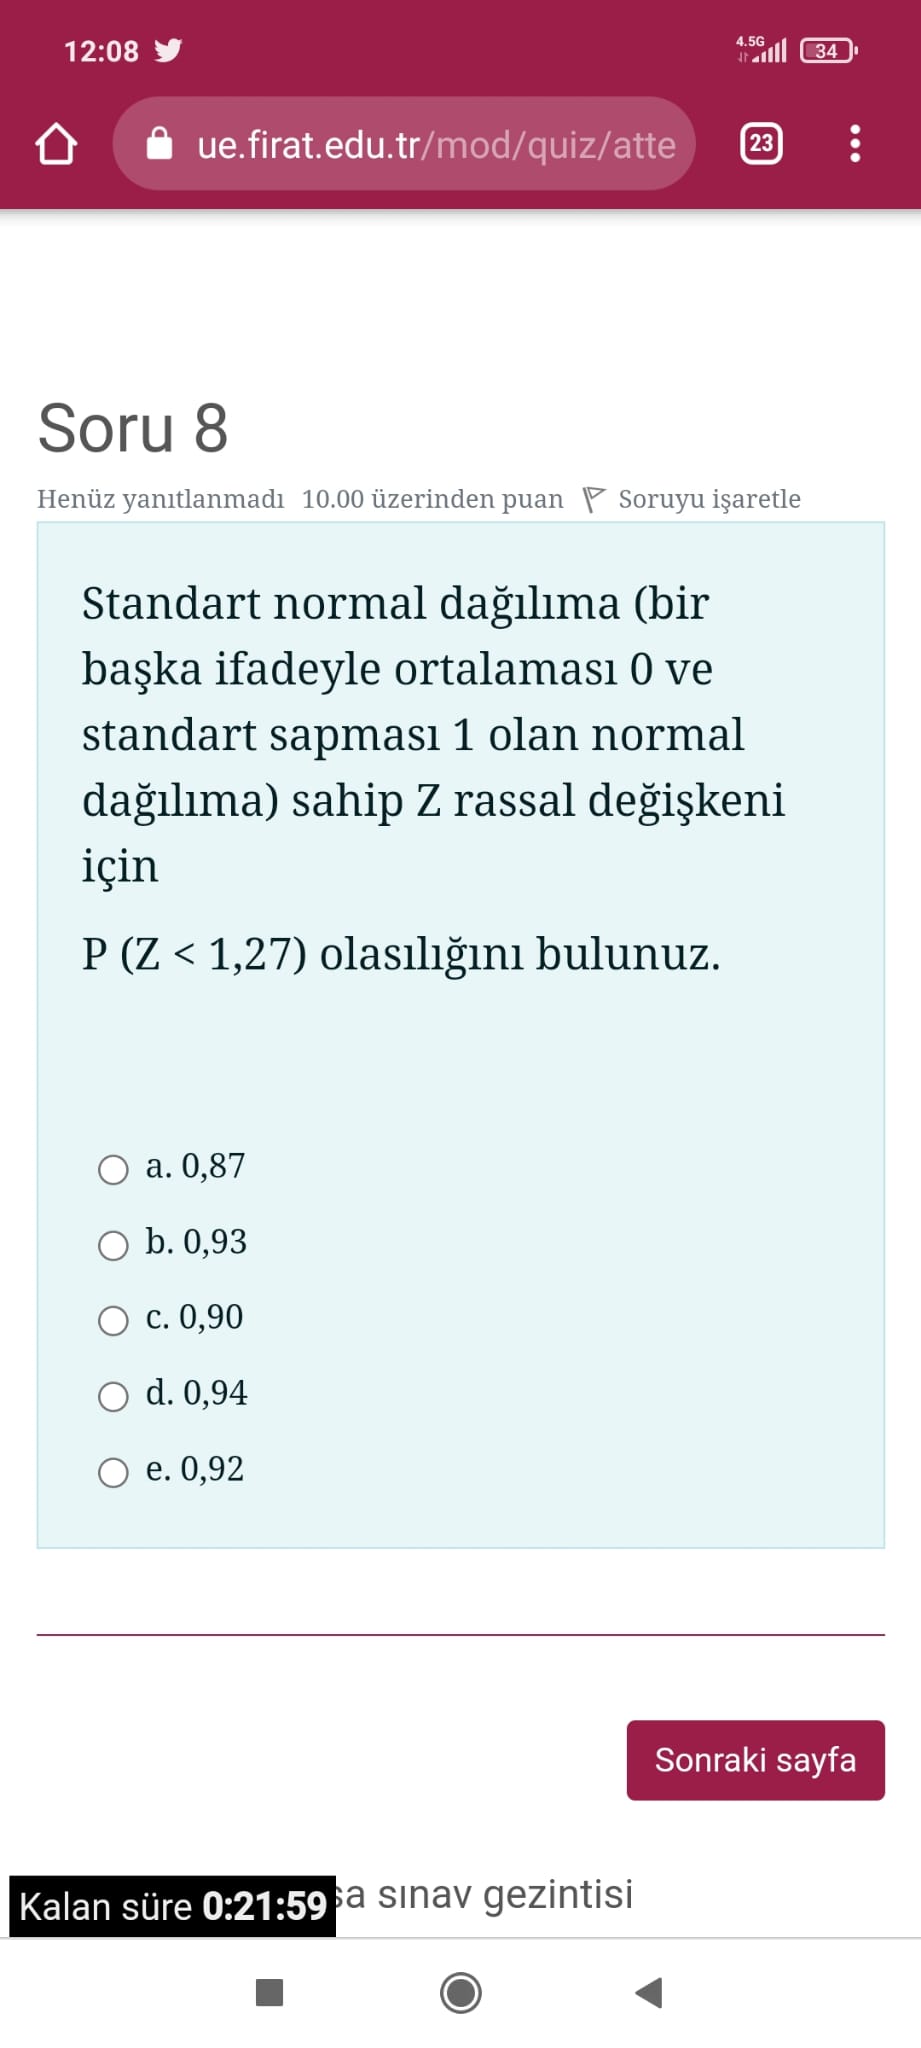 12:08
4.5G
34
ue.firat.edu.tr/mod/quiz/atte
23
Soru 8
Henüz yanıtlanmadı 10.00 üzerinden puan Soruyu işaretle
Standart normal dağılıma (bir
başka ifadeyle ortalaması 0 ve
standart sapması 1 olan normal
dağılıma) sahip Z rassal değişkeni
için
P (Z < 1,27) olasılığını bulunuz.
a. 0,87
b. 0,93
c. 0,90
d. 0,94
e. 0,92
Sonraki sayfa
Kalan süre 0:21:59
sa sınav gezintisi